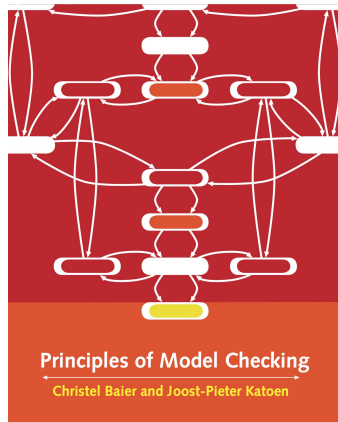 Principles of Model Checking
Christel Baier and Joost-Pieter Katoen